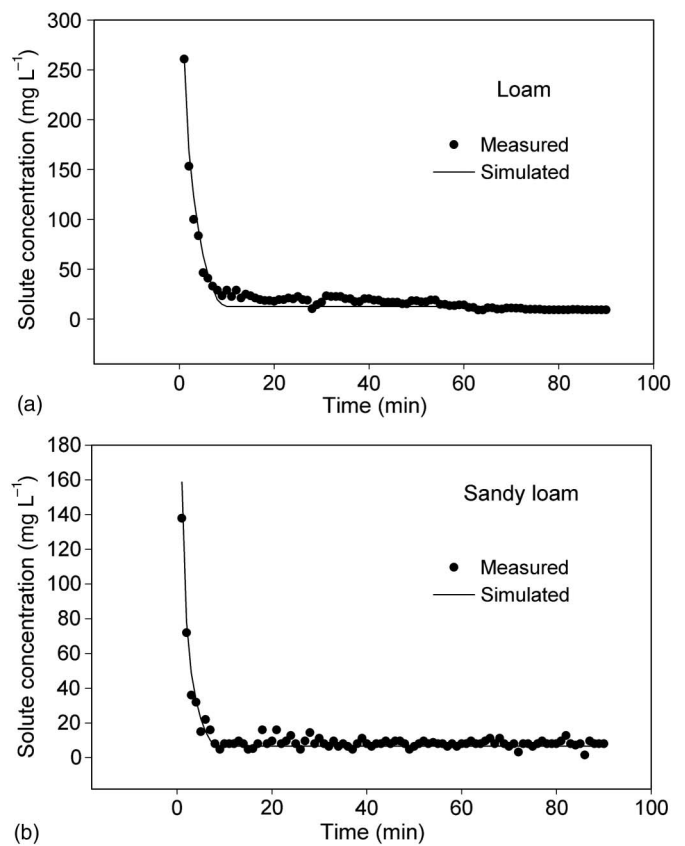 300
250
200
150
100
50
0
Solute concentration (mg L⁻¹)
Loam
Measured
Simulated
0 20 40 60 80 100
Time (min)
(a)
180
160
140
120
100
80
60
40
20
0
Solute concentration (mg L⁻¹)
Sandy loam
Measured
Simulated
0 20 40 60 80 100
Time (min)
(b)